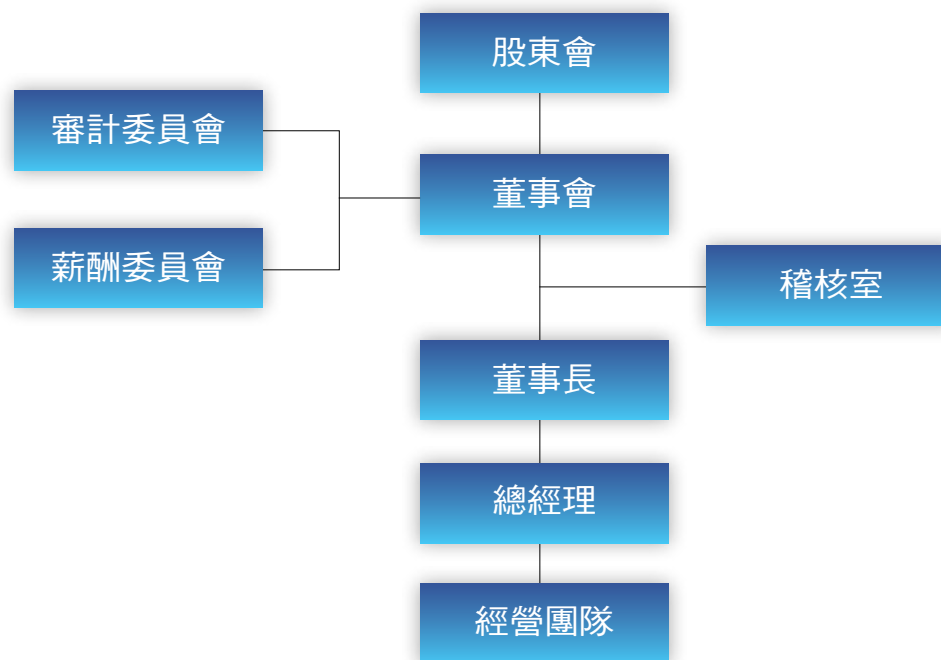 股東會
審計委員會
董事會
薪酬委員會
稽核室
董事長
總經理
經營團隊